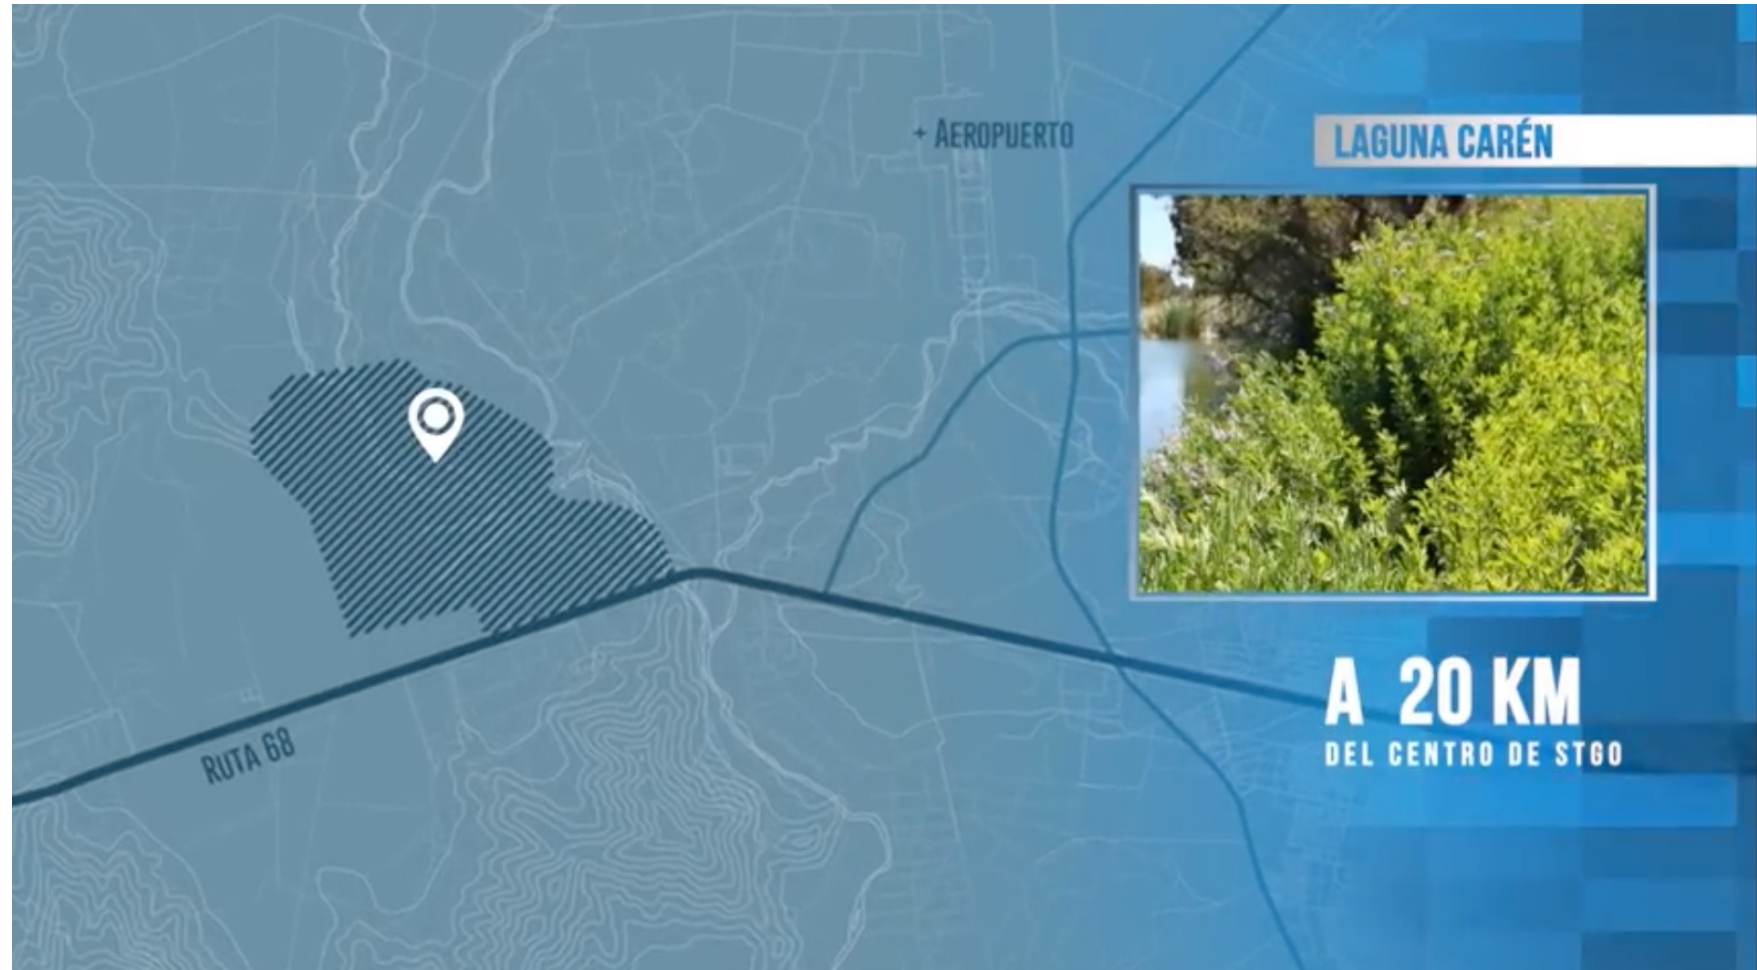 + AEROPUERTO
LAGUNA CARÉN
A 20 KM
DEL CENTRO DE STGO
RUTA 68